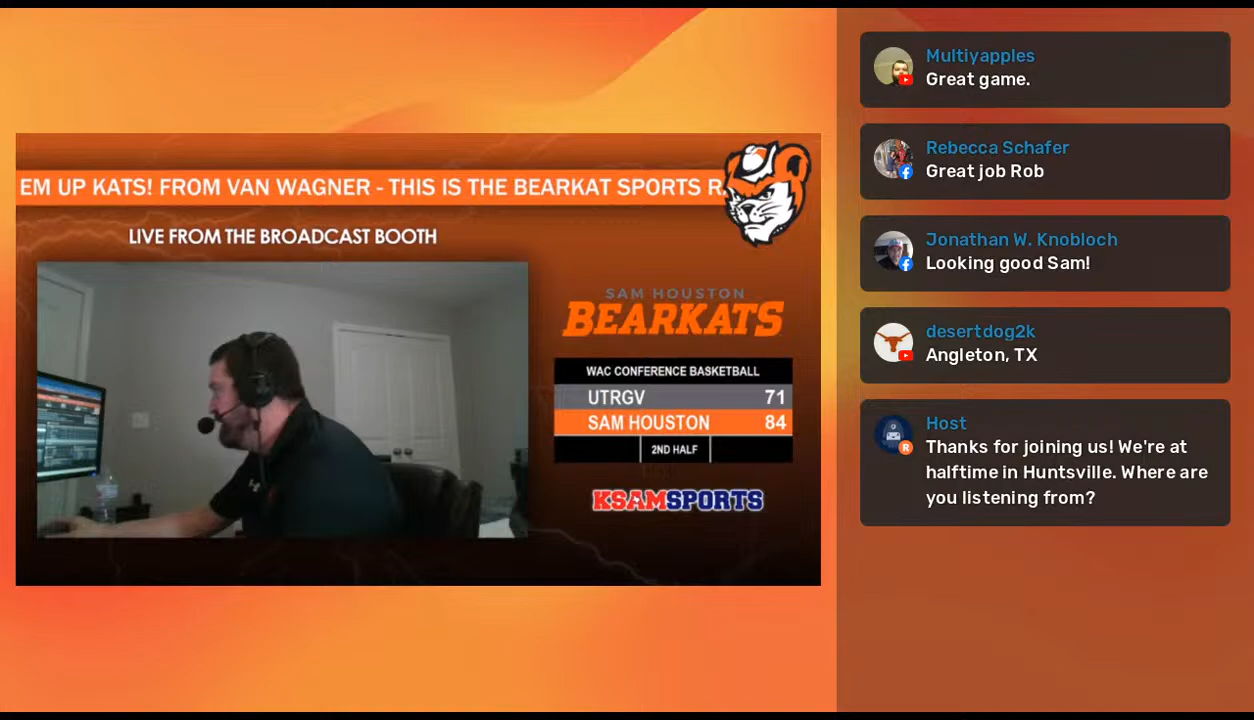 EM UP KATS! FROM VAN WAGNER - THIS IS THE BEARKAT SPORTS R
LIVE FROM THE BROADCAST BOOTH
SAM HOUSTON
BEARKATS
WAC CONFERENCE BASKETBALL
UTRGV 71
SAM HOUSTON 84
2ND HALF
KSAMSPORTS
Multiyapples
Great game.
Rebecca Schafer
Great job Rob
Jonathan W. Knobloch
Looking good Sam!
desertdog2k
Angleton, TX
Host
Thanks for joining us! We're at
halftime in Huntsville. Where are
you listening from?